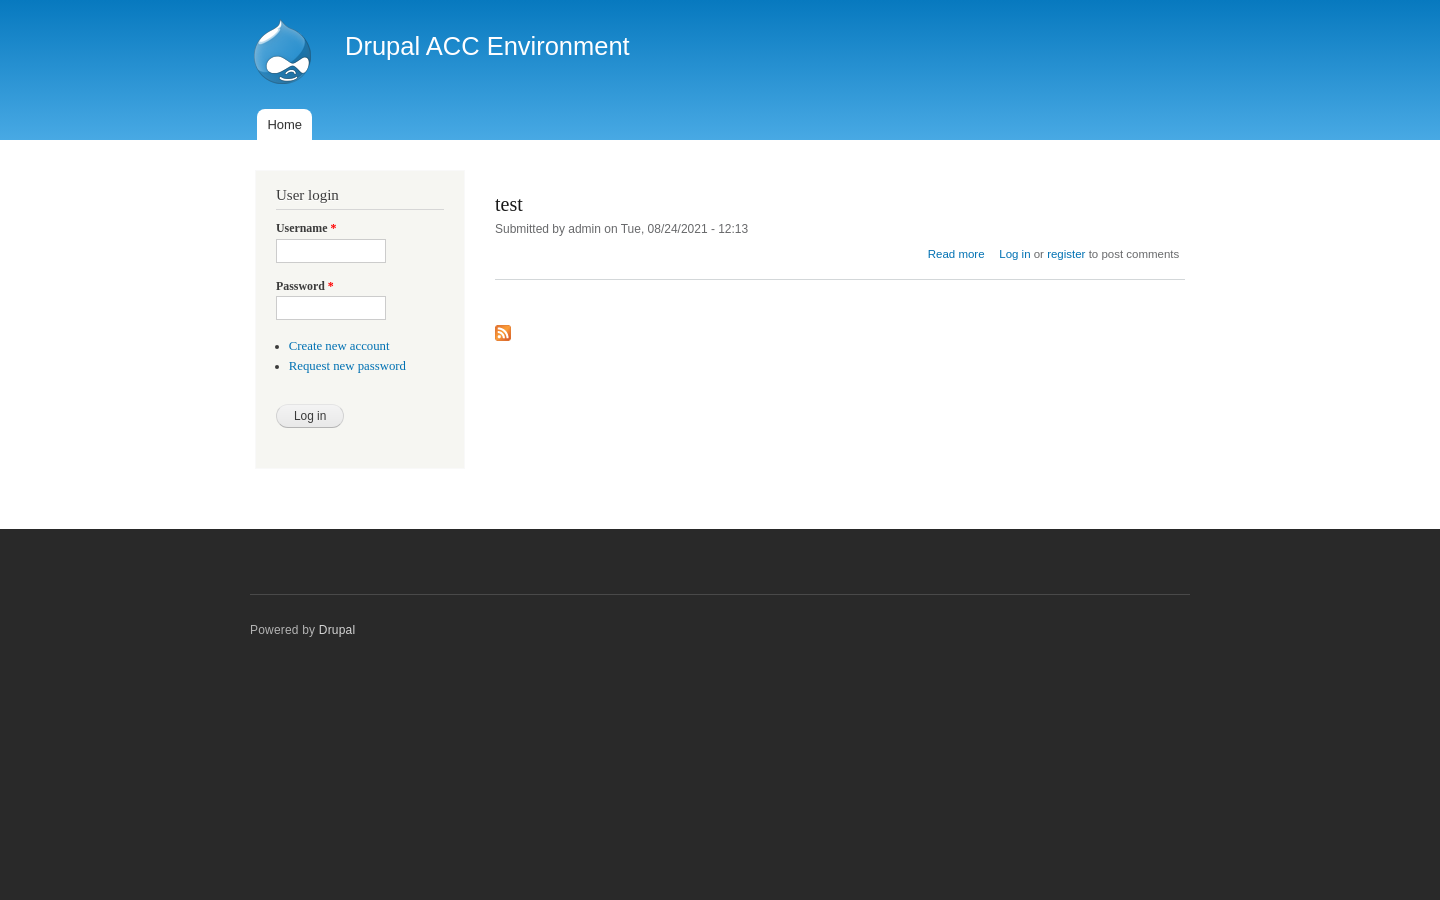 Drupal ACC Environment
Home
User login
Username *
Password *
Create new account
Request new password
Log in
test
Submitted by admin on Tue, 08/24/2021 - 12:13
Read more Log in or register to post comments
Powered by Drupal